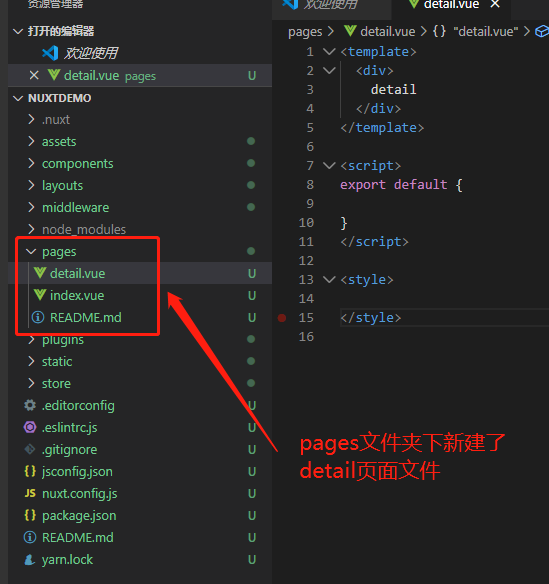 资源管理器
打开的编辑器
欢迎使用
detail.vue pages U
NUXTDEMO
.nuxt
assets
components
layouts
middleware
node_modules
pages
detail.vue U
index.vue U
README.md U
plugins
static
store
.editorconfig U
.eslintrc.js U
.gitignore U
jsconfig.json U
nuxt.config.js U
package.json U
README.md U
yarn.lock U
欢迎使用 detail.vue
pages > detail.vue > {} "detail.vue" >
1 <template>
2 <div>
3 detail
4 </div>
5 </template>
6
7 <script>
8 export default {
9
10 }
11 </script>
12
13 <style>
14
15 </style>
16
pages文件夹下新建了
detail页面文件